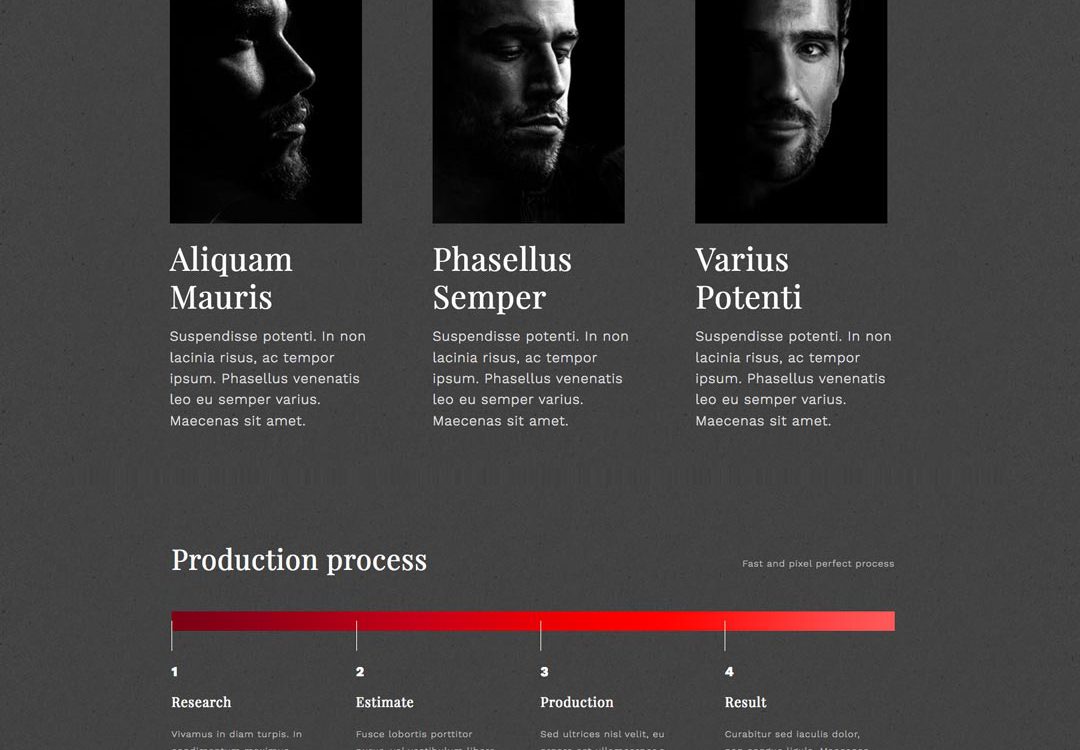 Aliquam
Mauris
Suspendisse potenti. In non
lacinia risus, ac tempor
ipsum. Phasellus venenatis
leo eu semper varius.
Maecenas sit amet.
Phasellus
Semper
Suspendisse potenti. In non
lacinia risus, ac tempor
ipsum. Phasellus venenatis
leo eu semper varius.
Maecenas sit amet.
Varius
Potenti
Suspendisse potenti. In non
lacinia risus, ac tempor
ipsum. Phasellus venenatis
leo eu semper varius.
Maecenas sit amet.
Production process
Fast and pixel perfect process
1
Research
Vivamus in diam turpis. In
2
Estimate
Fusce lobortis porttitor
3
Production
Sed ultrices nisl velit, eu
4
Result
Curabitur sed iaculis dolor,